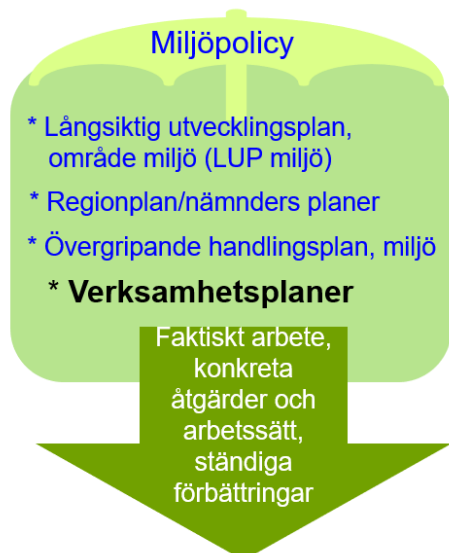 Miljöpolicy
* Långsiktig utvecklingsplan,
område miljö (LUP miljö)
* Regionplan/nämnders planer
* Övergripande handlingsplan, miljö
* Verksamhetsplaner
Faktiskt arbete,
konkreta
åtgärder och
arbetssätt,
ständiga
förbättringar